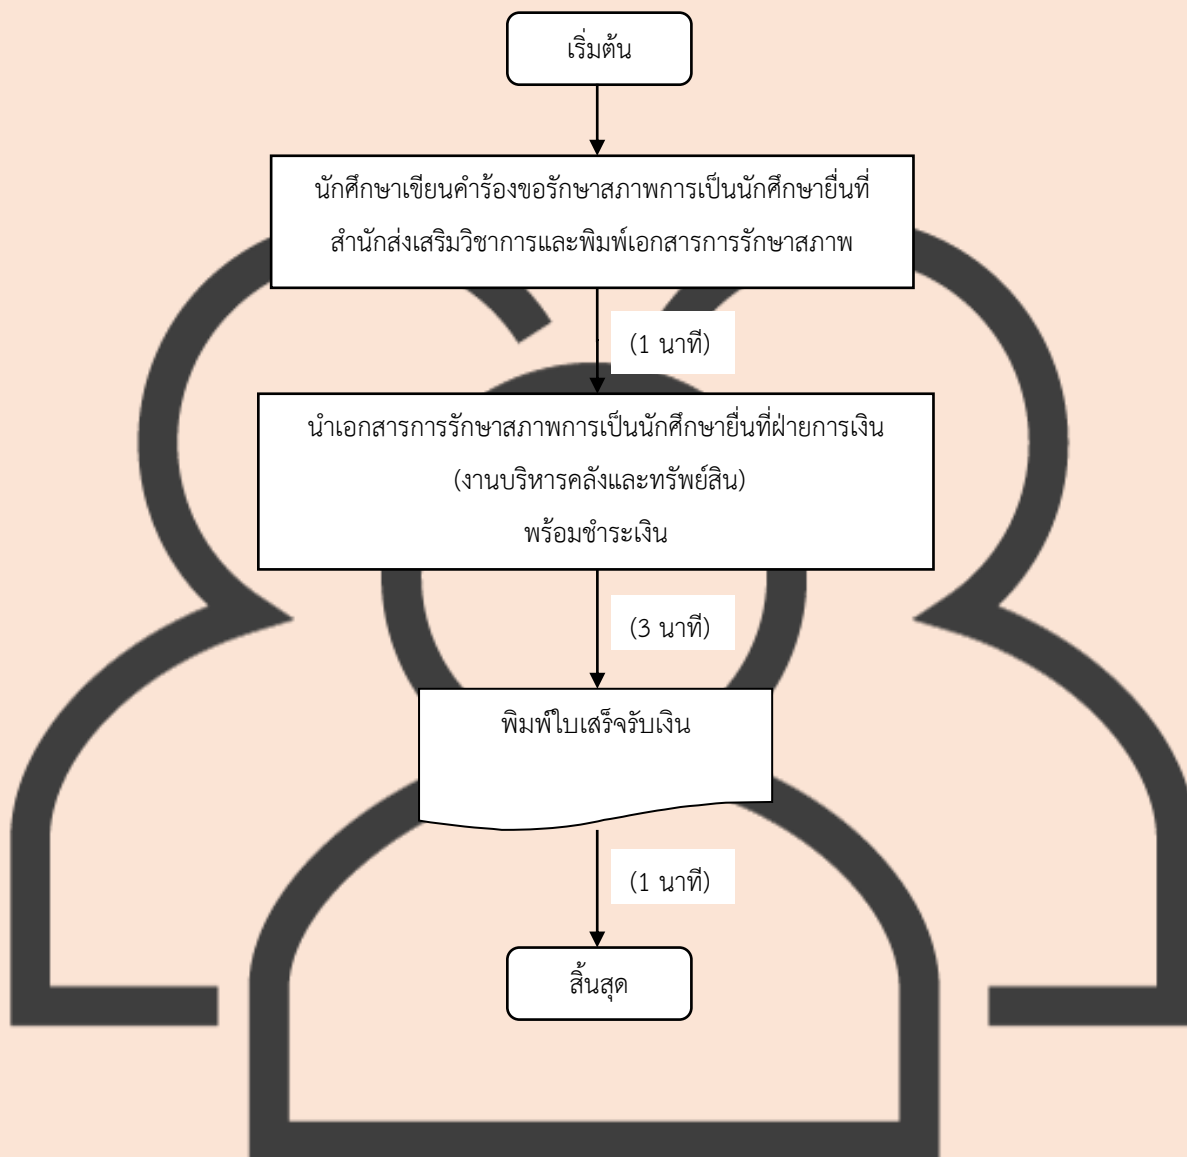 เริ่มต้น
นักศึกษาเขียนคำร้องขอรักษาสภาพการเป็นนักศึกษายื่นที่
สำนักส่งเสริมวิชาการและพิมพ์เอกสารการรักษาสภาพ
(1 นาที)
นำเอกสารการรักษาสภาพการเป็นนักศึกษายื่นที่ฝ่ายการเงิน
(งานบริหารคลังและทรัพย์สิน)
พร้อมชำระเงิน
(3 นาที)
พิมพ์ใบเสร็จรับเงิน
(1 นาที)
สิ้นสุด